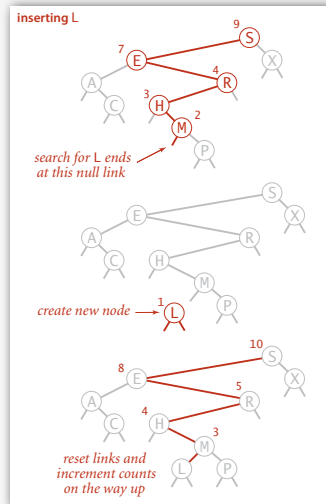 inserting L
9
S
7
E
X
A
4
R
3
C
H
2
M
search for L ends
at this null link
P
S
E
X
A
R
C
H
M
1
create new node
L
P
10
S
8
E
X
A
5
R
4
C
H
3
M
reset links and
increment counts
on the way up
L
P